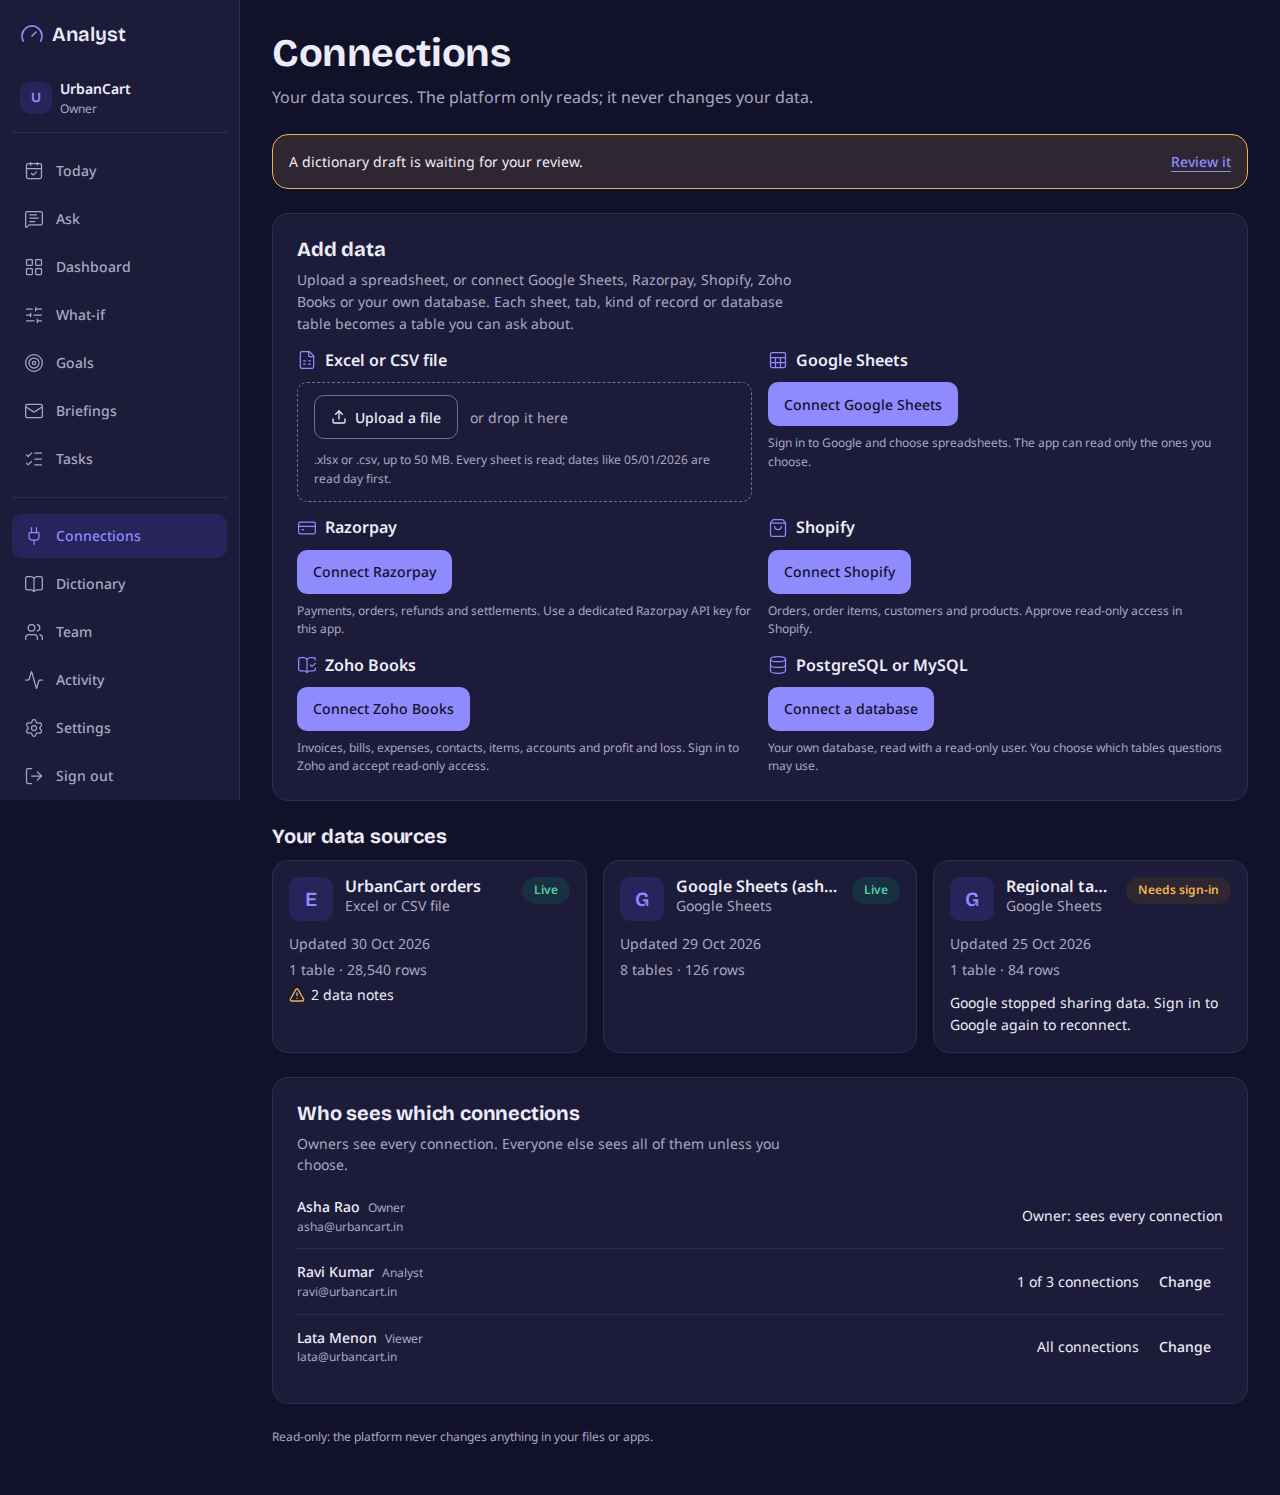 Analyst
U
UrbanCart
Owner
Today
Ask
Dashboard
What-if
Goals
Briefings
Tasks
Connections
Dictionary
Team
Activity
Settings
Sign out
Connections
Your data sources. The platform only reads; it never changes your data.
A dictionary draft is waiting for your review.
Review it
Add data
Upload a spreadsheet, or connect Google Sheets, Razorpay, Shopify, Zoho
Books or your own database. Each sheet, tab, kind of record or database
table becomes a table you can ask about.
Excel or CSV file
Upload a file
or drop it here
.xlsx or .csv, up to 50 MB. Every sheet is read; dates like 05/01/2026 are
read day first.
Google Sheets
Connect Google Sheets
Sign in to Google and choose spreadsheets. The app can read only the ones you
choose.
Razorpay
Connect Razorpay
Payments, orders, refunds and settlements. Use a dedicated Razorpay API key for
this app.
Shopify
Connect Shopify
Orders, order items, customers and products. Approve read-only access in
Shopify.
Zoho Books
Connect Zoho Books
Invoices, bills, expenses, contacts, items, accounts and profit and loss. Sign in to
Zoho and accept read-only access.
PostgreSQL or MySQL
Connect a database
Your own database, read with a read-only user. You choose which tables questions
may use.
Your data sources
E
UrbanCart orders
Excel or CSV file
Live
Updated 30 Oct 2026
1 table · 28,540 rows
2 data notes
G
Google Sheets (ash...
Google Sheets
Live
Updated 29 Oct 2026
8 tables · 126 rows
G
Regional ta...
Google Sheets
Needs sign-in
Updated 25 Oct 2026
1 table · 84 rows
Google stopped sharing data. Sign in to
Google again to reconnect.
Who sees which connections
Owners see every connection. Everyone else sees all of them unless you
choose.
Asha Rao Owner
asha@urbancart.in
Owner: sees every connection
Ravi Kumar Analyst
ravi@urbancart.in
1 of 3 connections Change
Lata Menon Viewer
lata@urbancart.in
All connections Change
Read-only: the platform never changes anything in your files or apps.